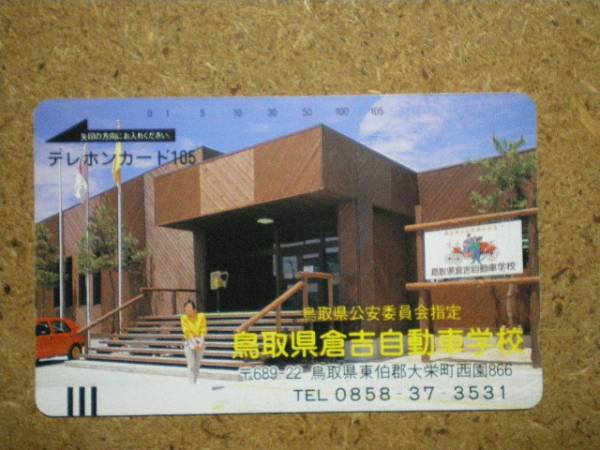 0 1 5 10 30 50 100 105
矢印の方向にお入れください。
テレホンカード105
鳥取県倉吉自動車学校
鳥取県公安委員会指定
鳥取県倉吉自動車学校
〒689-22 鳥取県東伯郡大栄町西園866
TEL 0858-37-3531